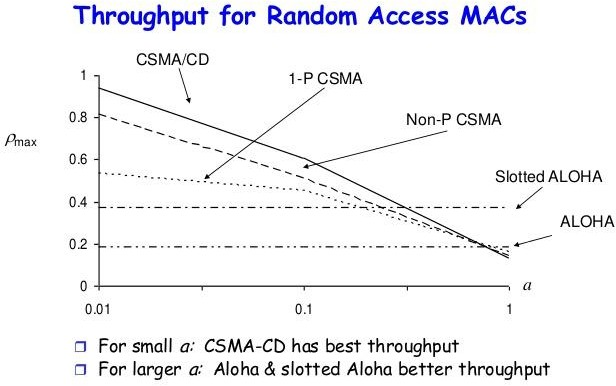 Throughput for Random Access MACs
CSMA/CD
1-P CSMA
Non-P CSMA
Slotted ALOHA
ALOHA
ρmax
1
0.8
0.6
0.4
0.2
0
0.01
0.1
1
a
❒ For small a: CSMA-CD has best throughput
❒ For larger a: Aloha & slotted Aloha better throughput